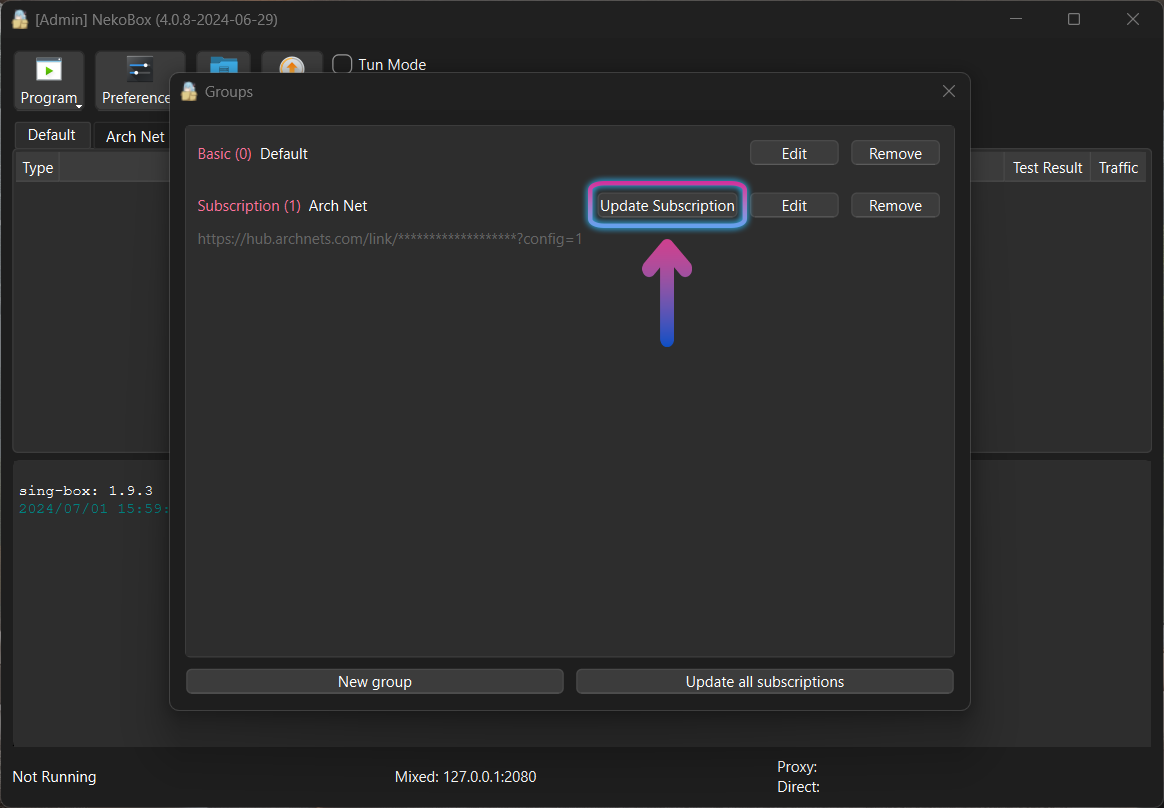 [Admin] NekoBox (4.0.8-2024-06-29)
Program
Preference
Tun Mode
Groups
Default
Arch Net
Type
Test Result
Traffic
Basic (0) Default
Edit
Remove
Subscription (1) Arch Net
Update Subscription
Edit
Remove
https://hub.archnets.com/link/*******************?config=1
sing-box: 1.9.3
2024/07/01 15:59:
New group
Update all subscriptions
Not Running
Mixed: 127.0.0.1:2080
Proxy:
Direct: